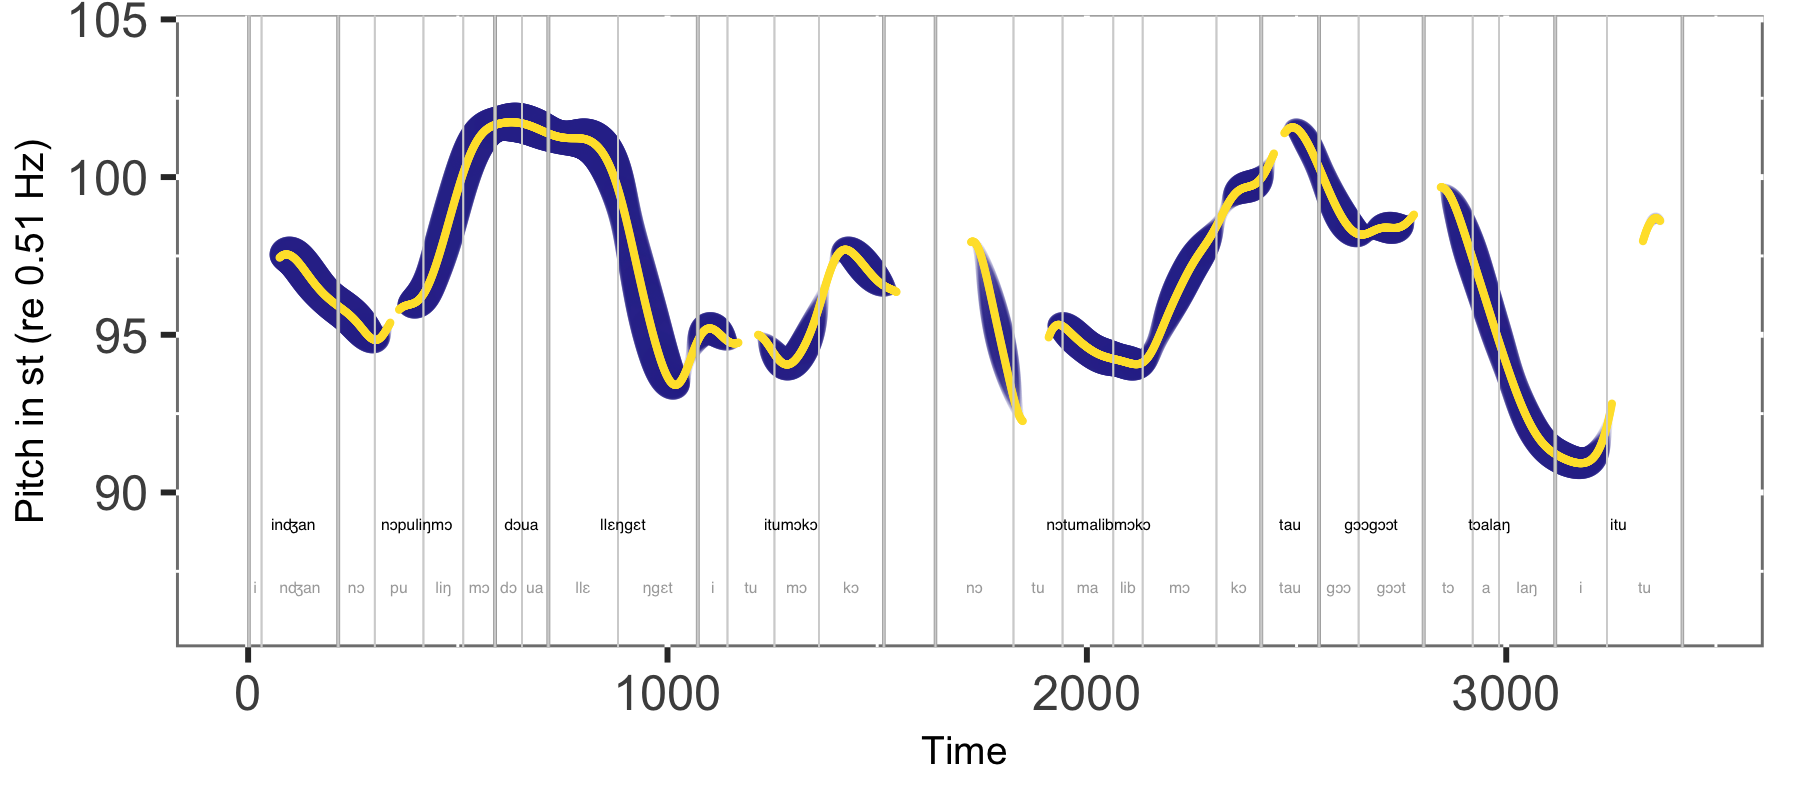 105
100
95
90
Pitch in st (re 0.51 Hz)
inʤan nɔpuliŋmɔ dɔua llɛŋgɛt itumɔkɔ nɔtumalibmɔkɔ tau gɔɔgɔɔt tɔalaŋ itu
i nʤan nɔ pu liŋ mɔ dɔ ua llɛ ŋgɛt i tu mɔ kɔ nɔ tu ma lib mɔ kɔ tau gɔɔ gɔɔt tɔ a laŋ i tu
0 1000 2000 3000
Time